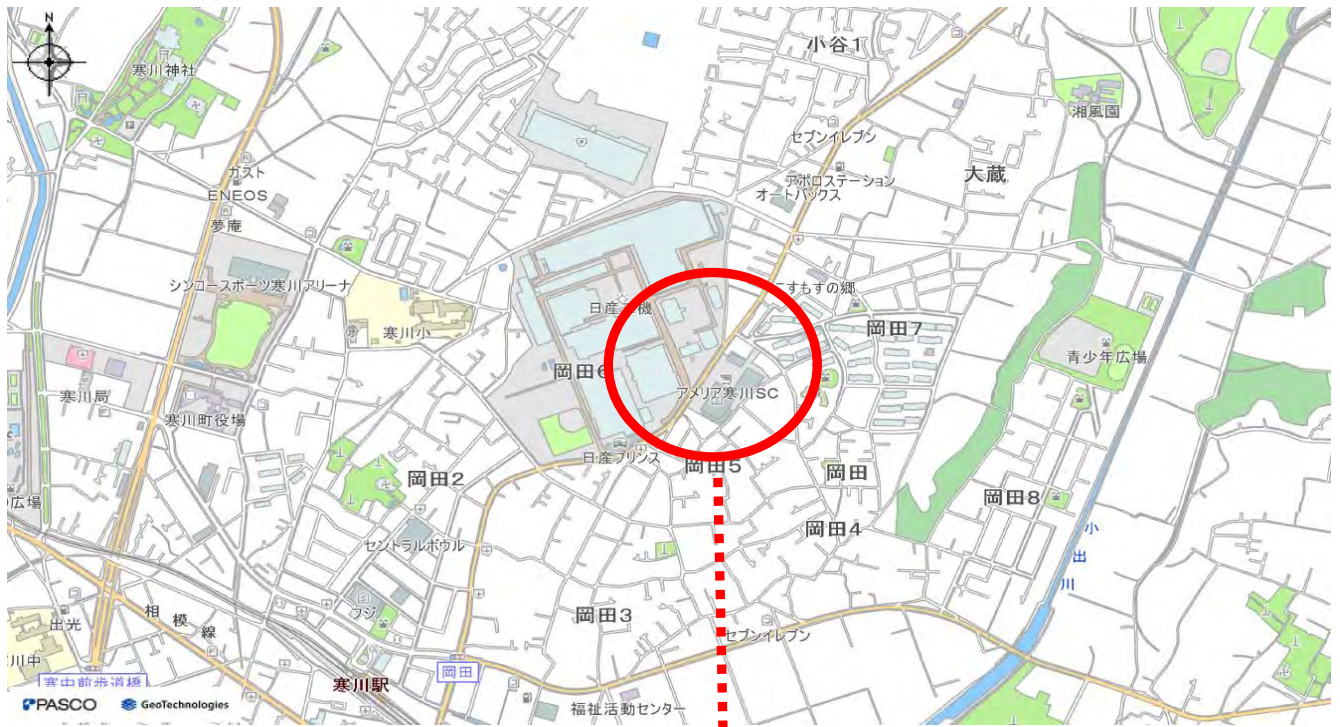 N
小谷1
寒川神社
湘風園
セブンイレブン
ガスト
アポロステーション
大蔵
ENEOS
オートバックス
夢庵
シンコースポーツ寒川アリーナ
こすもすの郷
日産工機
寒川小
岡田7
青少年広場
岡田6
寒川局
アメリア寒川SC
寒川町役場
日産プリンス
岡田5
岡田2
岡田
広場
岡田8
岡田4
小出川
セントラルボウル
フジ
岡田3
相模線
出光
セブンイレブン
川中
岡田
寒中前歩道橋
寒川駅
PASCO
GeoTechnologies
福祉活動センター